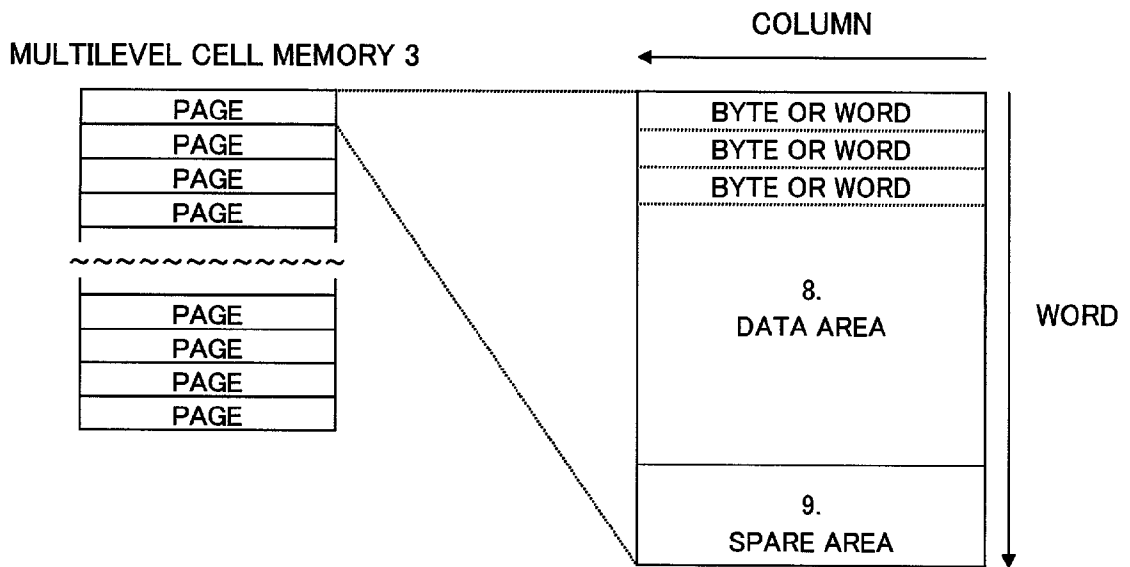 COLUMN
MULTILEVEL CELL MEMORY 3
PAGE
PAGE
PAGE
PAGE
~~~~~~~~~~~~~
PAGE
PAGE
PAGE
PAGE
BYTE OR WORD
BYTE OR WORD
BYTE OR WORD
8.
DATA AREA
WORD
9.
SPARE AREA